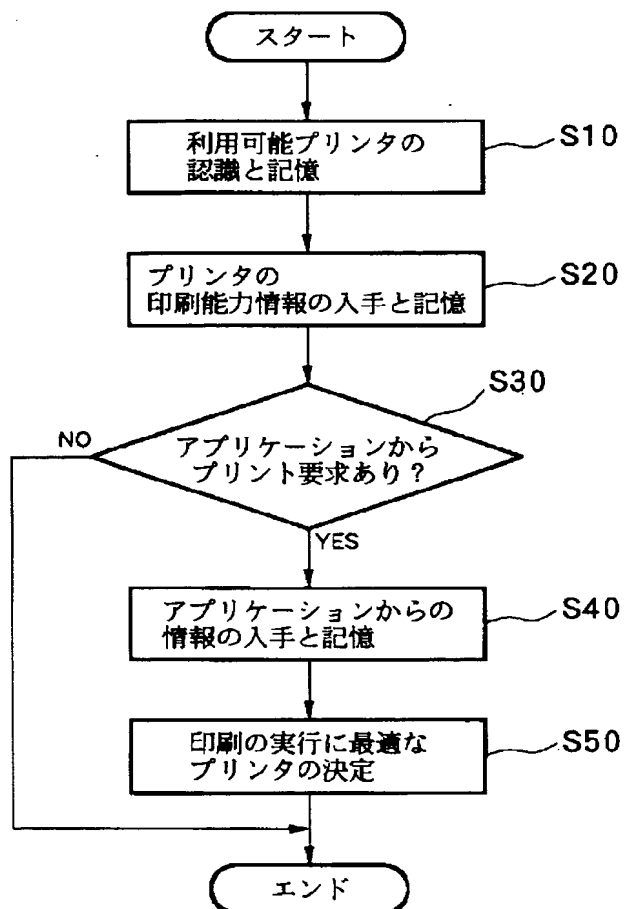 スタート
利用可能プリンタの
認識と記憶
S10
プリンタの
印刷能力情報の入手と記憶
S20
S30
アプリケーションから
プリント要求あり?
NO
YES
アプリケーションからの
情報の入手と記憶
S40
印刷の実行に最適な
プリンタの決定
S50
エンド